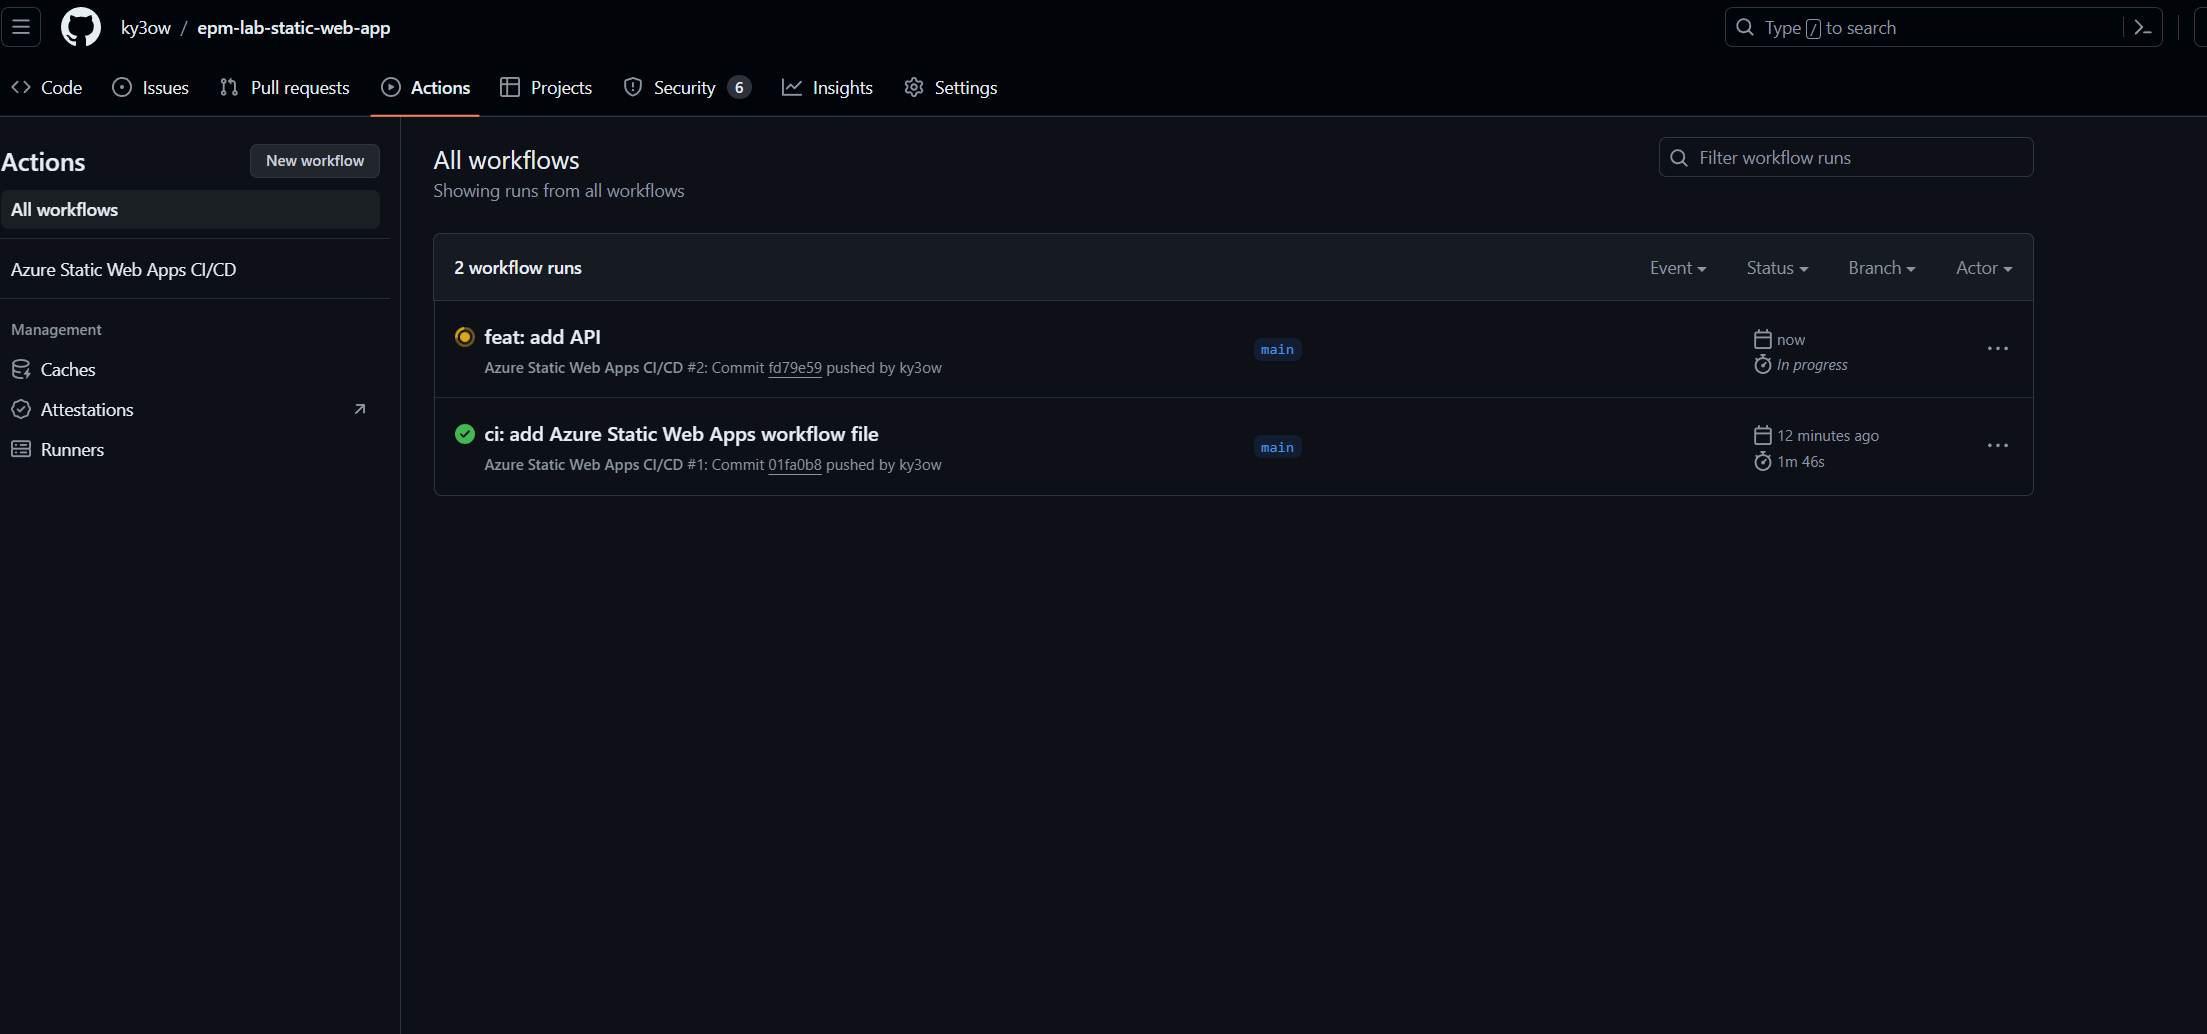 ky3ow / epm-lab-static-web-app
Type / to search
Code
Issues
Pull requests
Actions
Projects
Security 6
Insights
Settings
Actions
New workflow
All workflows
Azure Static Web Apps CI/CD
Management
Caches
Attestations
Runners
All workflows
Showing runs from all workflows
Filter workflow runs
2 workflow runs
Event
Status
Branch
Actor
feat: add API
Azure Static Web Apps CI/CD #2: Commit fd79e59 pushed by ky3ow
main
now
In progress
ci: add Azure Static Web Apps workflow file
Azure Static Web Apps CI/CD #1: Commit 01fa0b8 pushed by ky3ow
main
12 minutes ago
1m 46s